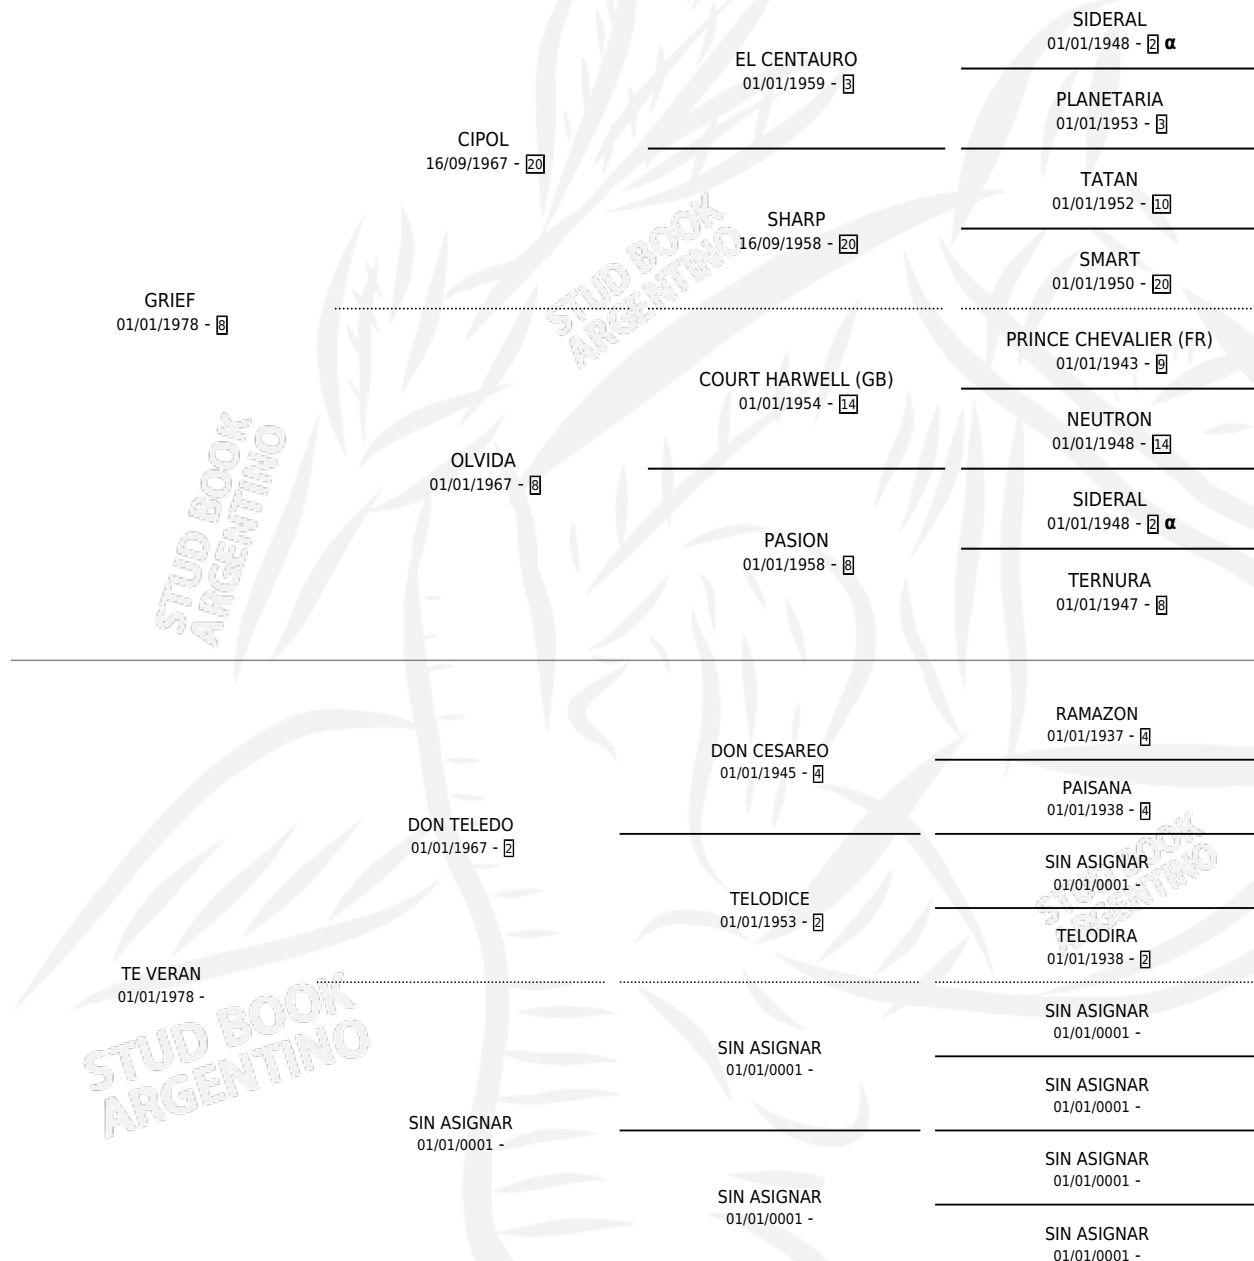 SIDERAL
01/01/1948 - 2 α
EL CENTAURO
01/01/1959 - 3
PLANETARIA
01/01/1953 - 3
CIPOL
16/09/1967 - 20
TATAN
01/01/1952 - 10
SHARP
16/09/1958 - 20
SMART
01/01/1950 - 20
GRIEF
01/01/1978 - 8
PRINCE CHEVALIER (FR)
01/01/1943 - 9
COURT HARWELL (GB)
01/01/1954 - 14
NEUTRON
01/01/1948 - 14
OLVIDA
01/01/1967 - 8
SIDERAL
01/01/1948 - 2 α
PASION
01/01/1958 - 8
TERNURA
01/01/1947 - 8
STUD BOOK
ARGENTINO
STUD BOOK
ARGENTINO
RAMAZON
01/01/1937 - 4
DON CESAREO
01/01/1945 - 4
PAISANA
01/01/1938 - 4
DON TELEDO
01/01/1967 - 2
SIN ASIGNAR
01/01/0001 -
TELODICE
01/01/1953 - 2
TELODIRA
01/01/1938 - 2
TE VERAN
01/01/1978 -
SIN ASIGNAR
01/01/0001 -
SIN ASIGNAR
01/01/0001 -
SIN ASIGNAR
01/01/0001 -
SIN ASIGNAR
01/01/0001 -
SIN ASIGNAR
01/01/0001 -
SIN ASIGNAR
01/01/0001 -
SIN ASIGNAR
01/01/0001 -
STUD BOOK
ARGENTINO
STUD BOOK
ARGENTINO